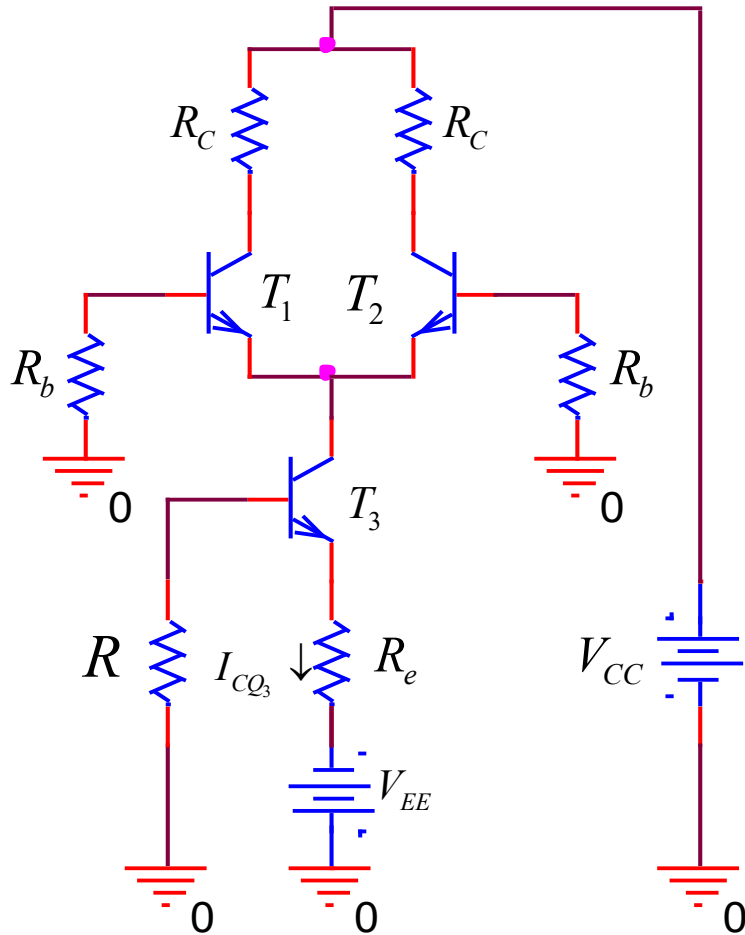 R_C R_C
T_1 T_2
R_b R_b
0 0
T_3
R I_{CQ_3} ↓ R_e V_{CC}
V_{EE}
0 0 0